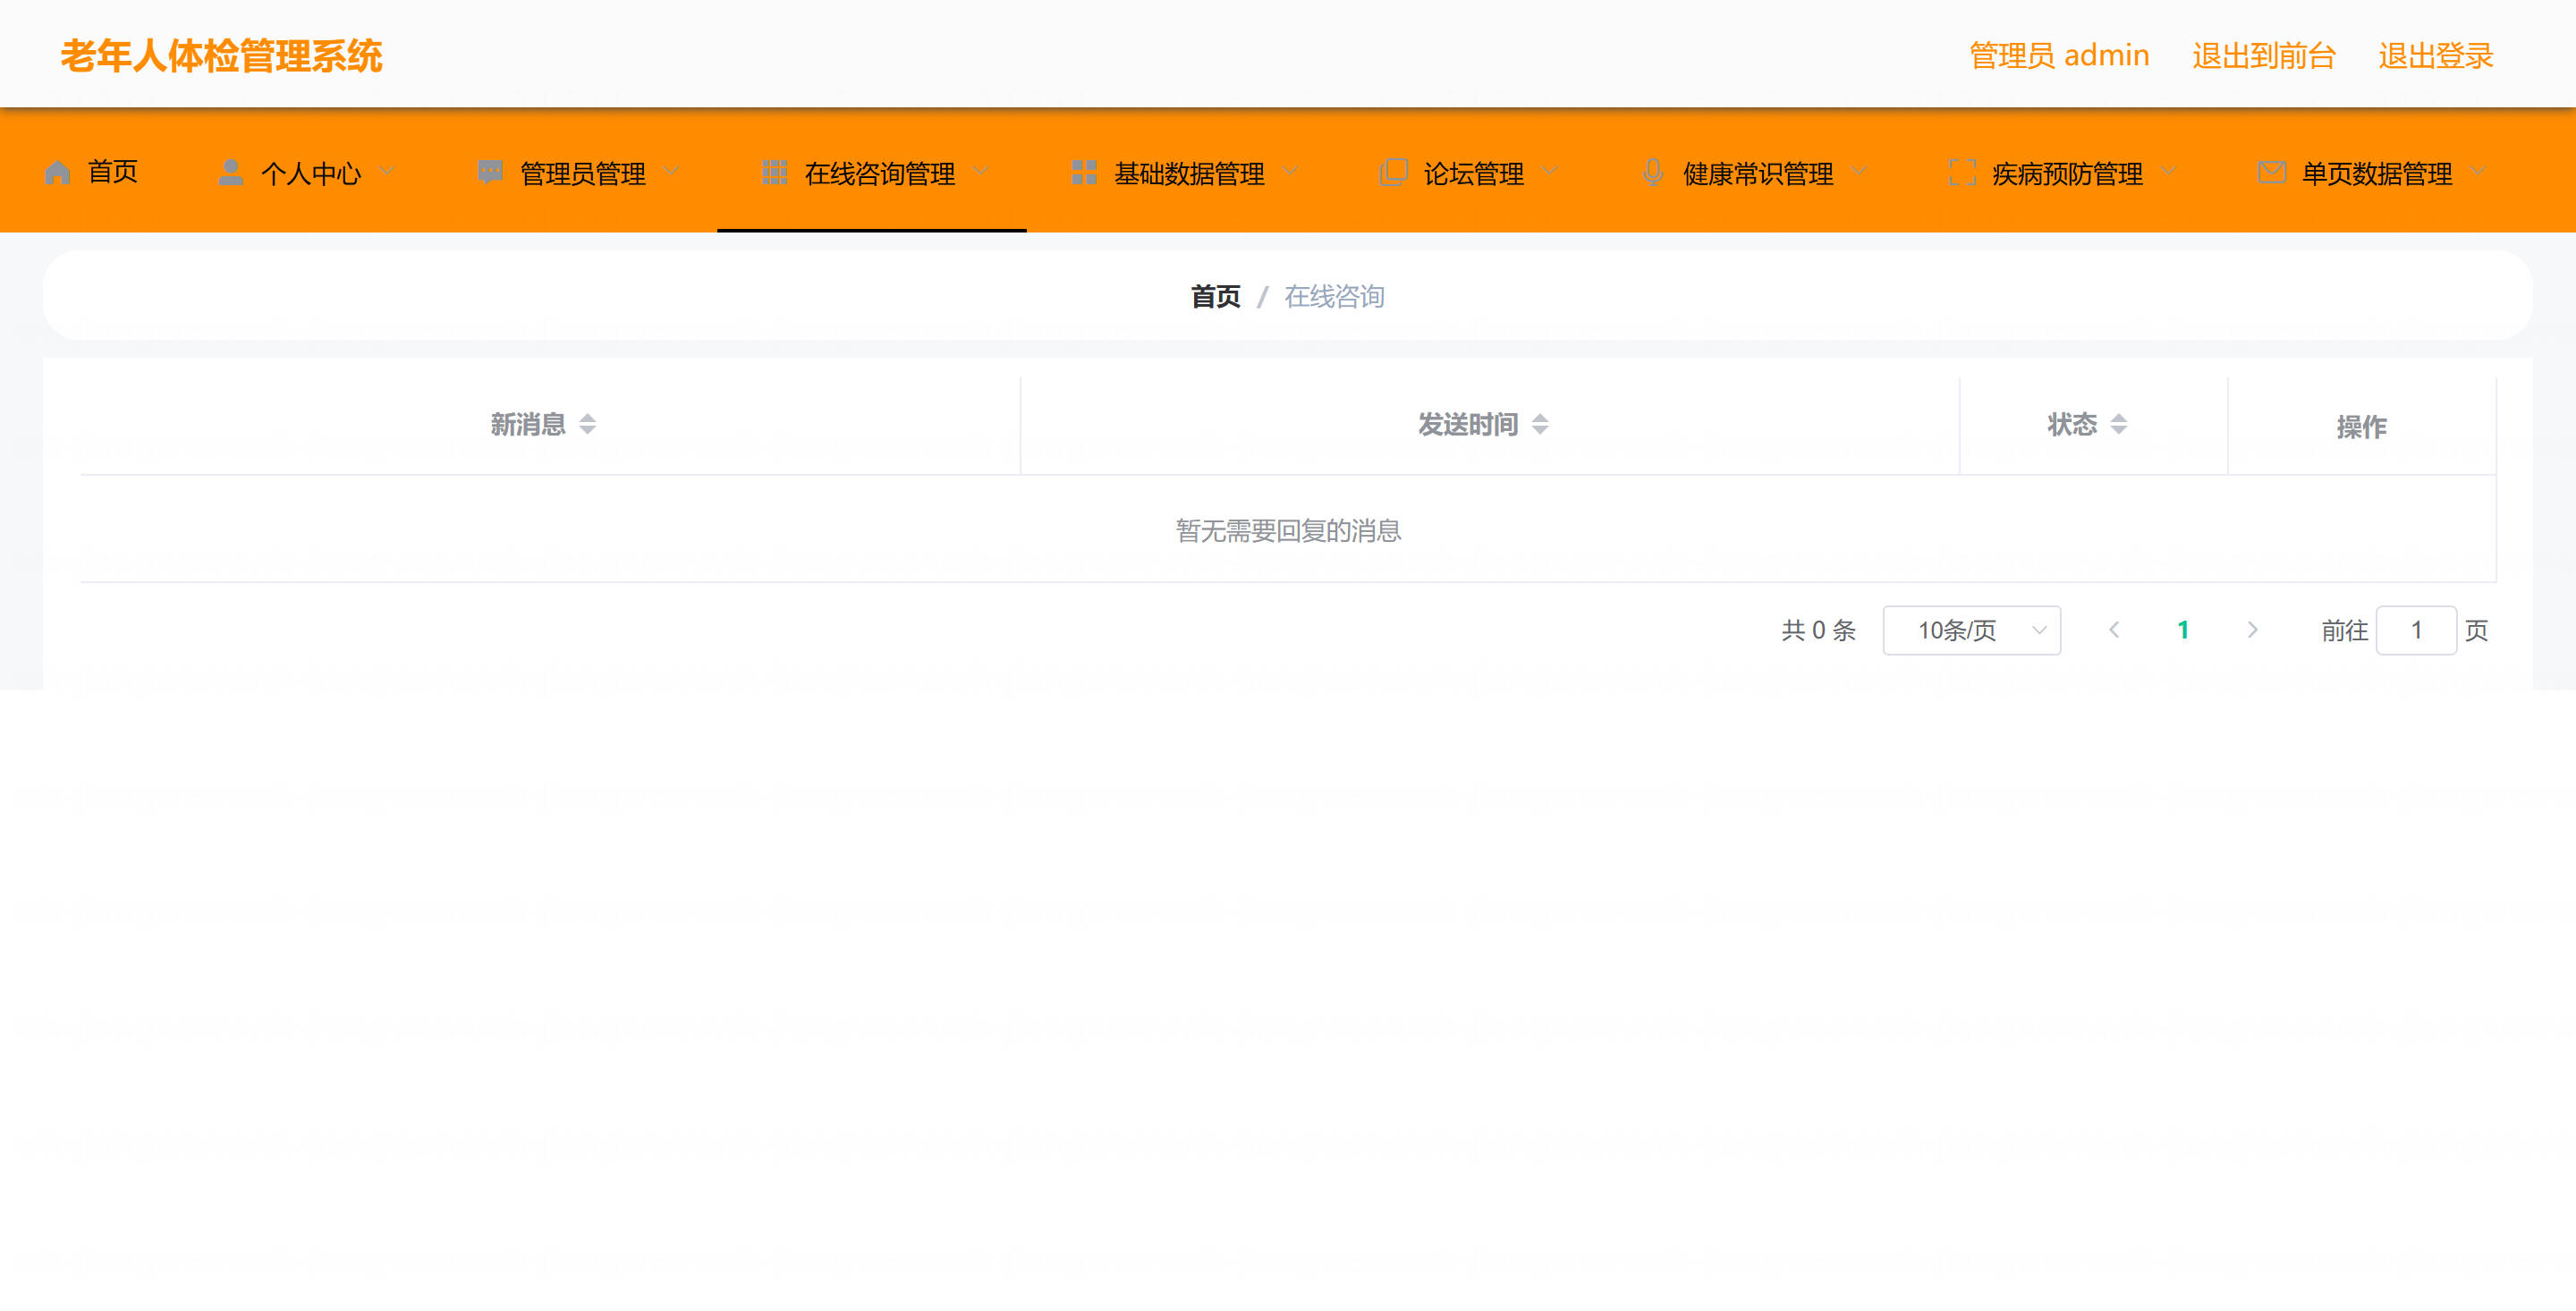 老年人体检管理系统 管理员 admin 退出到前台 退出登录
首页 个人中心 管理员管理 在线咨询管理 基础数据管理 论坛管理 健康常识管理 疾病预防管理 单页数据管理
首页 / 在线咨询
新消息 发送时间 状态 操作
暂无需要回复的消息
共 0 条 10条/页 1 前往 1 页